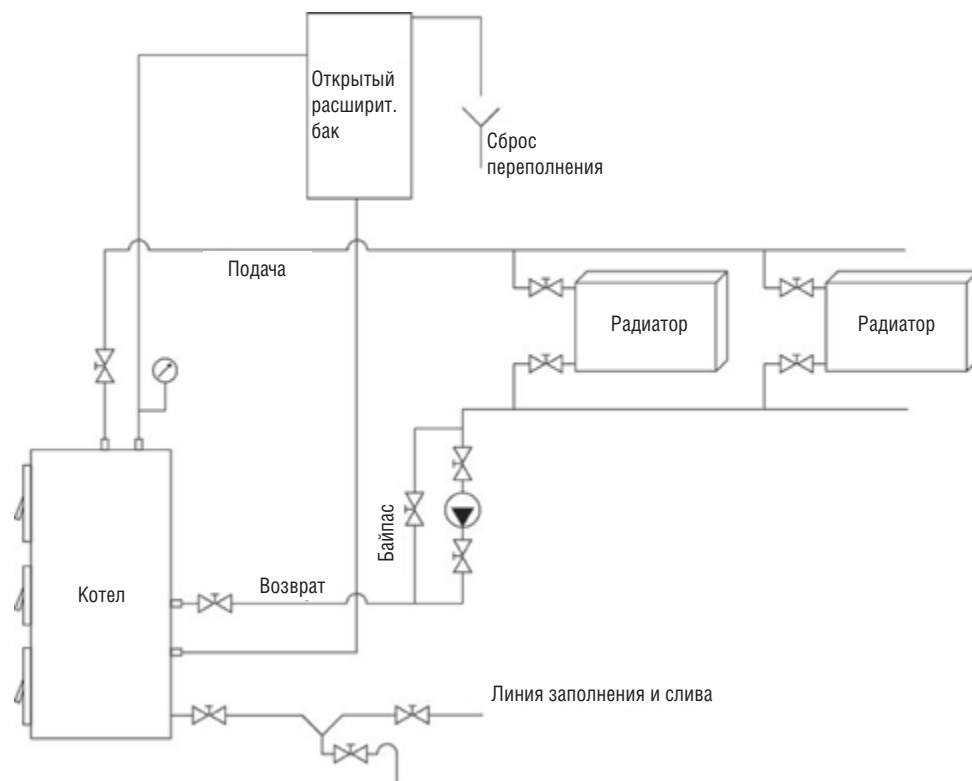 Открытый
расширит.
бак
Сброс
переполнения
Подача
Радиатор
Радиатор
Байпас
Возврат
Котел
Линия заполнения и слива